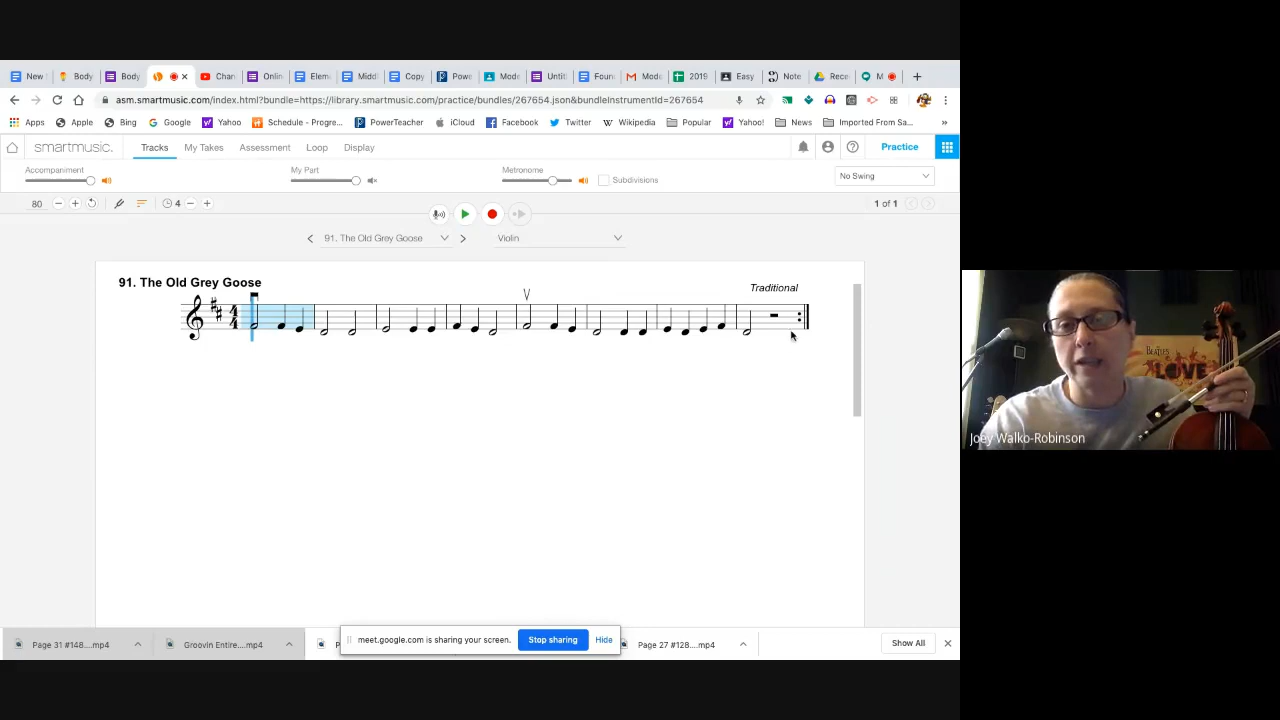 New
Body
Body
Chan
Onlin
Elem
Middl
Copy
Powe
Mode
Untit
Foun
Mode
2019
Easy
Note
Rece
M
asm.smartmusic.com/index.html?bundle=https://library.smartmusic.com/practice/bundles/267654.json&bundleInstrumentId=267654
Apps Apple Bing Google Yahoo Schedule - Progre... PowerTeacher iCloud Facebook Twitter Wikipedia Popular Yahoo! News Imported From Sa... »
smartmusic. Tracks My Takes Assessment Loop Display Practice
Accompaniment My Part Metronome Subdivisions No Swing
80 4 1 of 1
91. The Old Grey Goose Violin
91. The Old Grey Goose
Traditional
4
4
BEATLES
LOVE
Joey Walko-Robinson
Page 31 #148....mp4 Groovin Entire....mp4 P meet.google.com is sharing your screen. Stop sharing Hide Page 27 #128....mp4 Show All